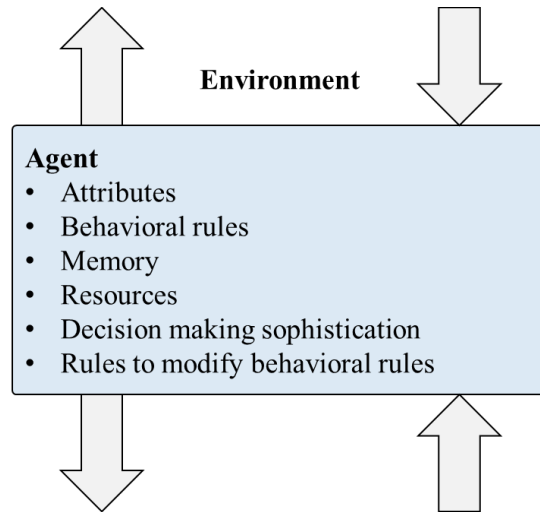 Environment
Agent
• Attributes
• Behavioral rules
• Memory
• Resources
• Decision making sophistication
• Rules to modify behavioral rules